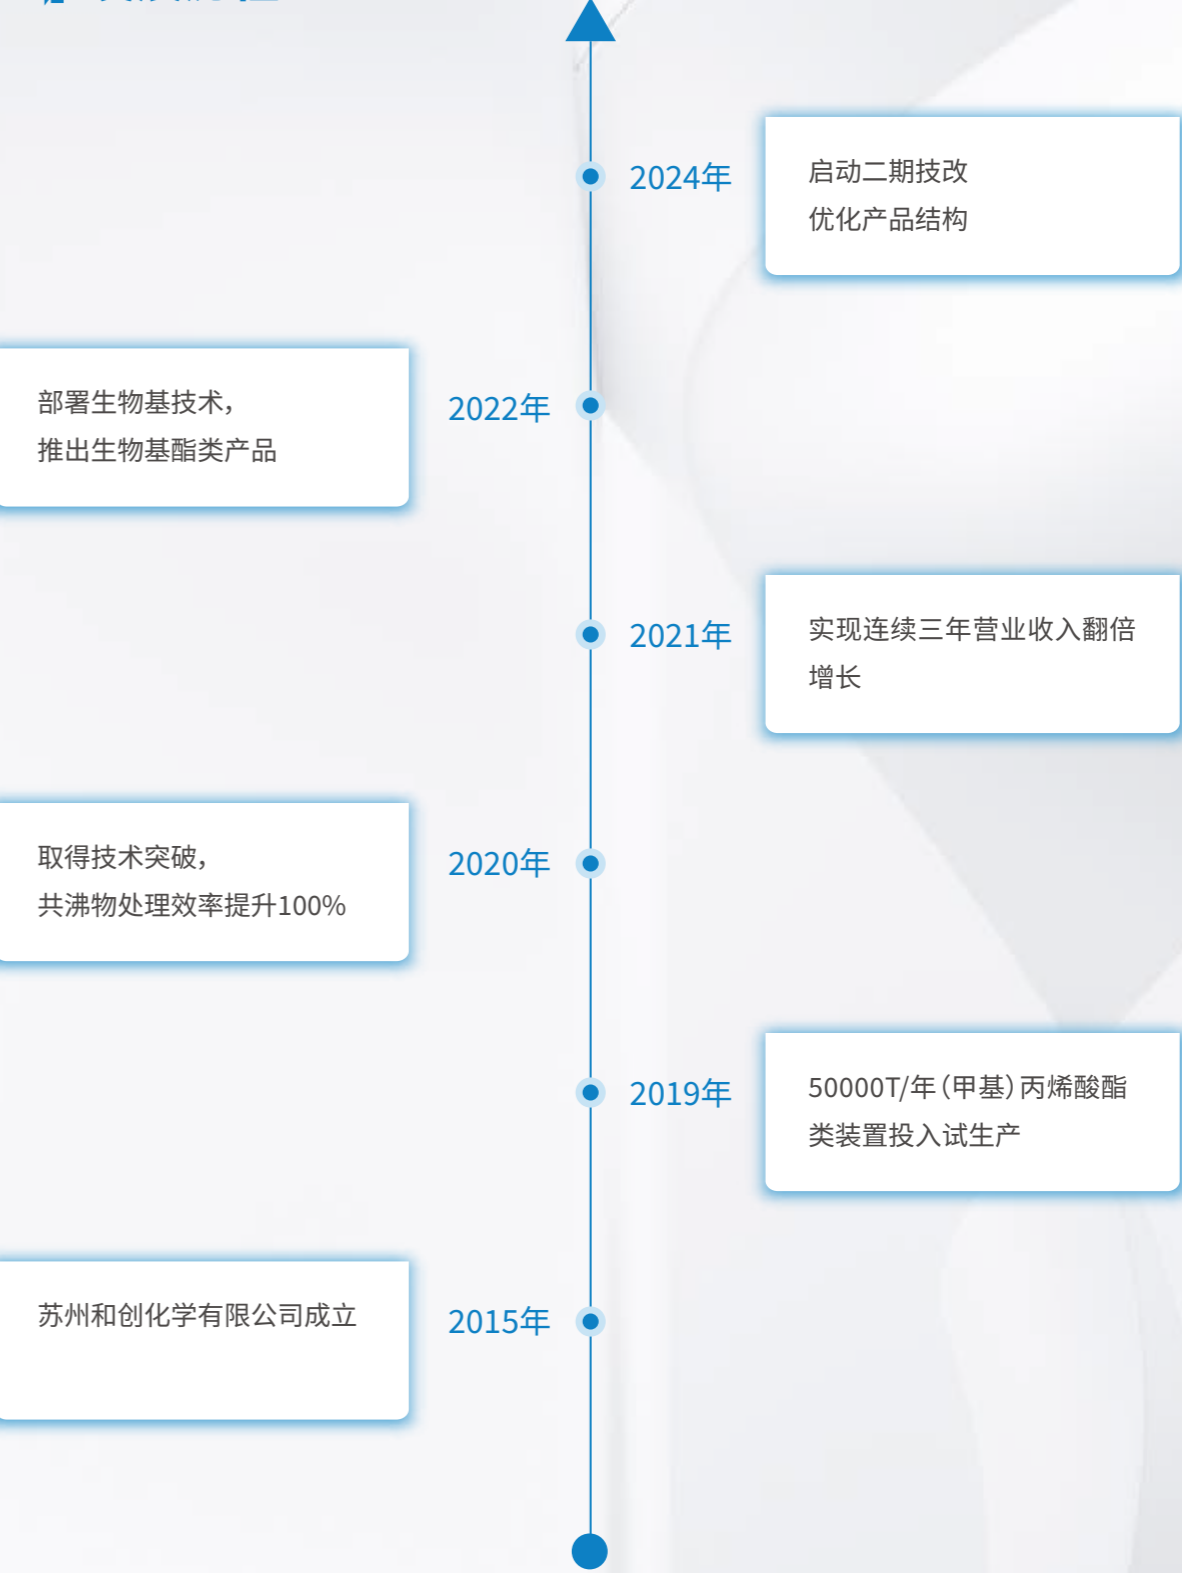 2024年
启动二期技改
优化产品结构
部署生物基技术，
推出生物基酯类产品
2022年
2021年
实现连续三年营业收入翻倍
增长
取得技术突破，
共沸物处理效率提升100%
2020年
2019年
50000T/年（甲基）丙烯酸酯
类装置投入试生产
苏州和创化学有限公司成立
2015年